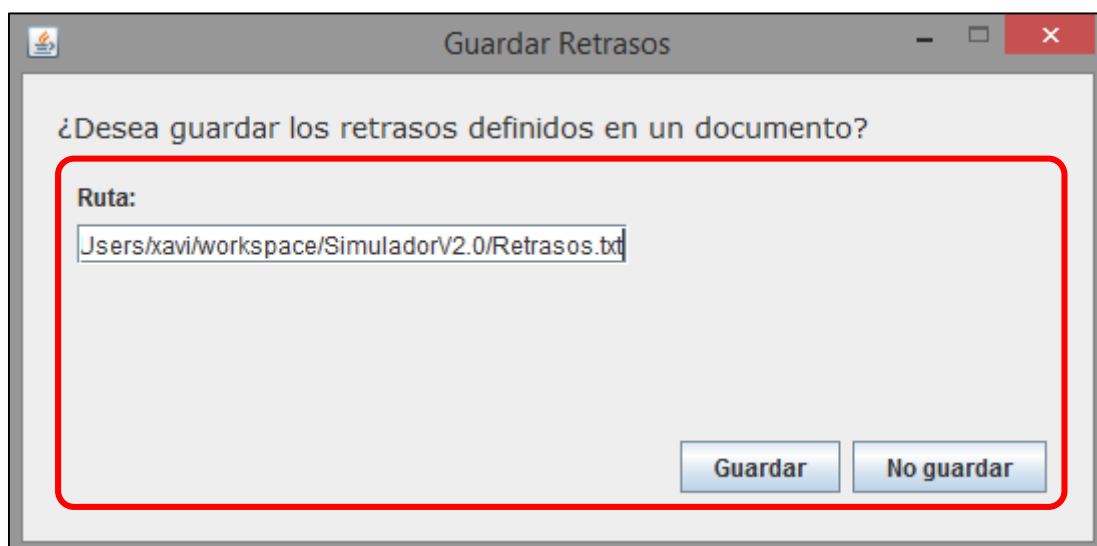 Guardar Retrasos
¿Desea guardar los retrasos definidos en un documento?
Ruta:
Users/xavi/workspace/SimuladorV2.0/Retrasos.txt
Guardar
No guardar